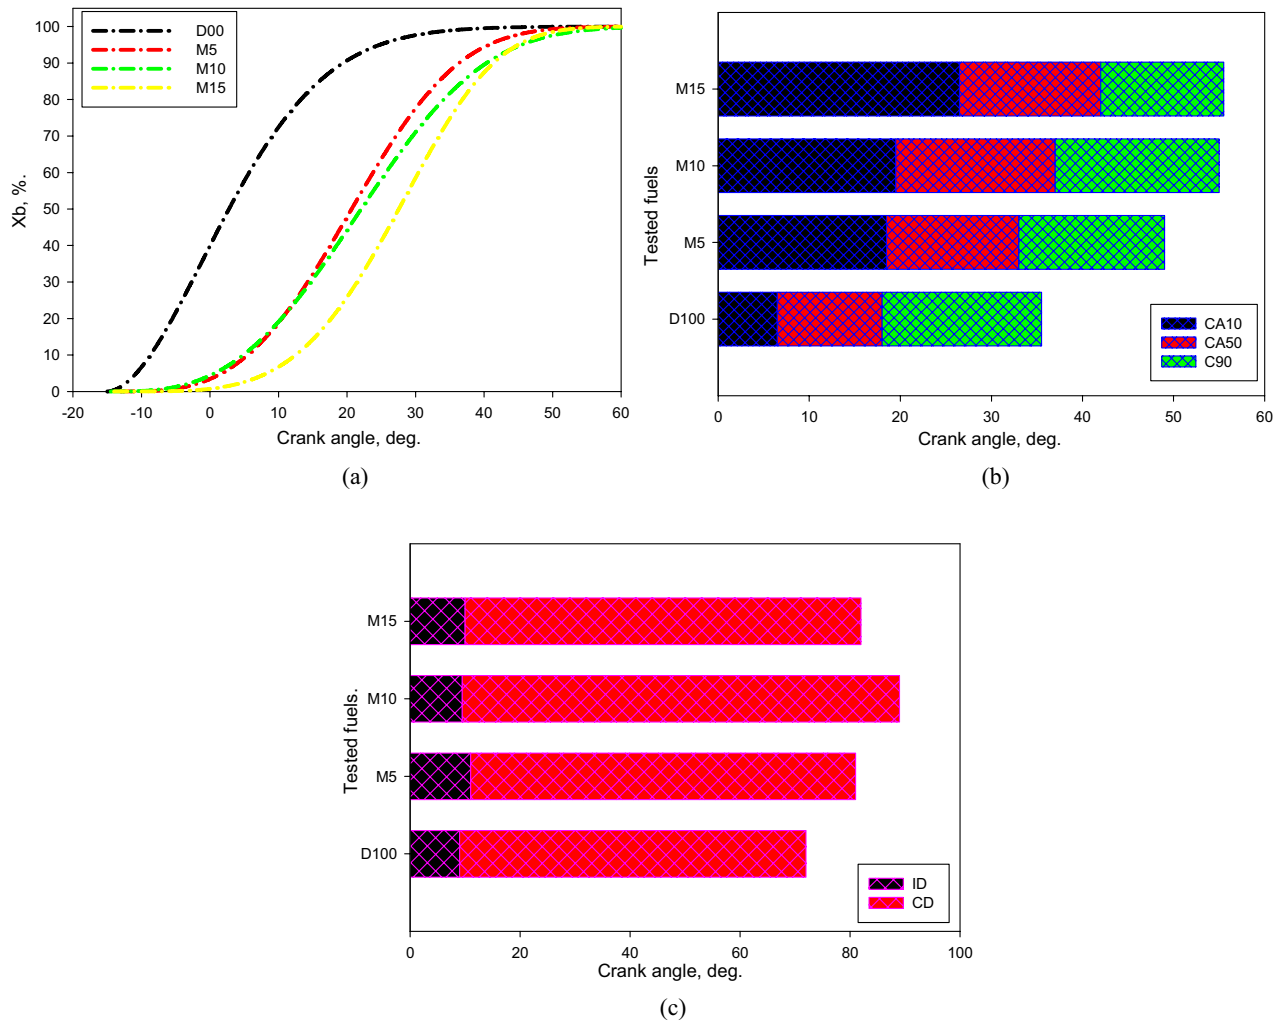 D00
M5
M10
M15
100
90
80
70
60
50
40
30
20
10
0
Xb, %.
-20 -10 0 10 20 30 40 50 60
Crank angle, deg.
(a)
M15
M10
M5
D100
Tested fuels
CA10
CA50
C90
0 10 20 30 40 50 60
Crank angle, deg.
(b)
M15
M10
M5
D100
Tested fuels.
ID
CD
0 20 40 60 80 100
Crank angle, deg.
(c)